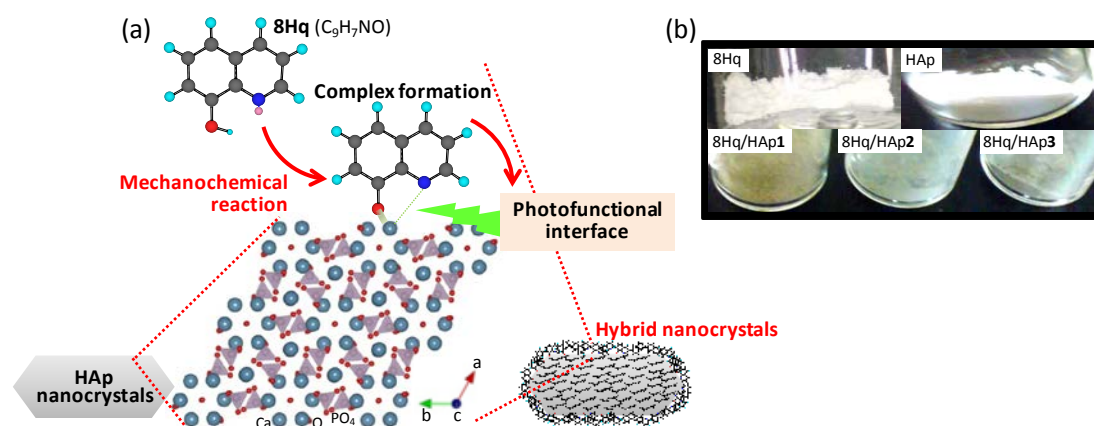 (a)
8Hq (C₉H₇NO)
Complex formation
Mechanochemical
reaction
Photofunctional
interface
Hybrid nanocrystals
HAp
nanocrystals
Ca
O
PO₄
a
b
c
(b)
8Hq
HAp
8Hq/HAp1
8Hq/HAp2
8Hq/HAp3